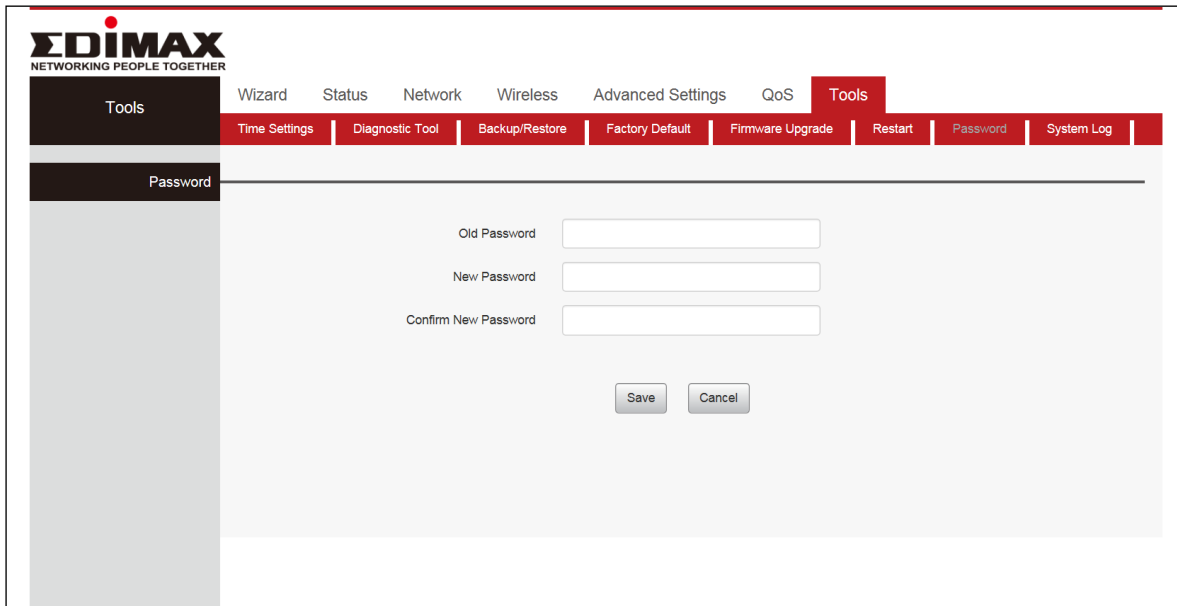 EDIMAX
NETWORKING PEOPLE TOGETHER
Tools
Wizard Status Network Wireless Advanced Settings QoS Tools
Time Settings Diagnostic Tool Backup/Restore Factory Default Firmware Upgrade Restart Password System Log
Password
Old Password
New Password
Confirm New Password
Save Cancel